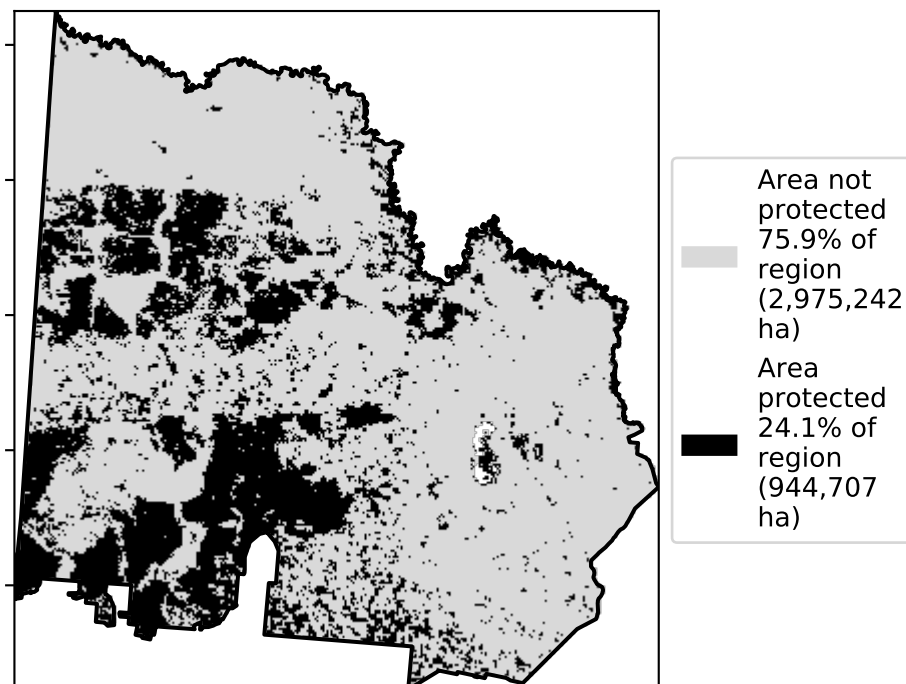 Area not
protected
75.9% of
region
(2,975,242
ha)
Area
protected
24.1% of
region
(944,707
ha)